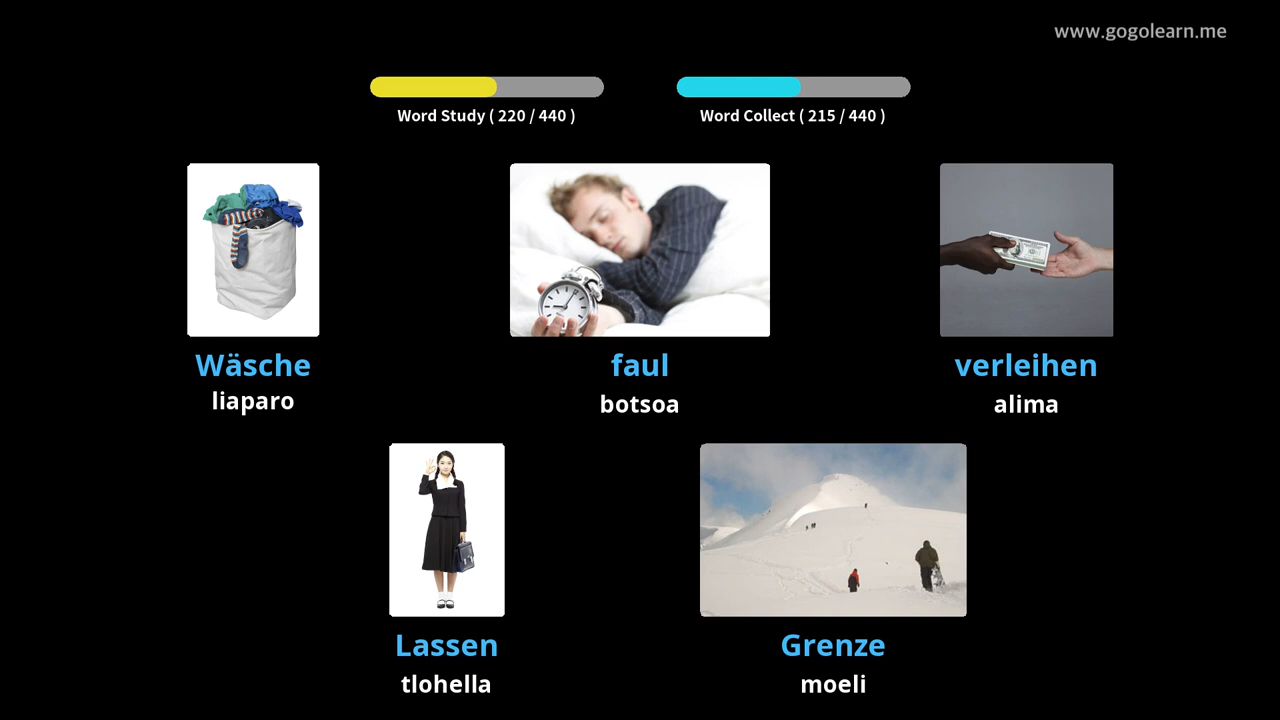 www.gogolearn.me
Word Study ( 220 / 440 )
Word Collect ( 215 / 440 )
Wäsche
liaparo
faul
botsoa
verleihen
alima
Lassen
tlohella
Grenze
moeli